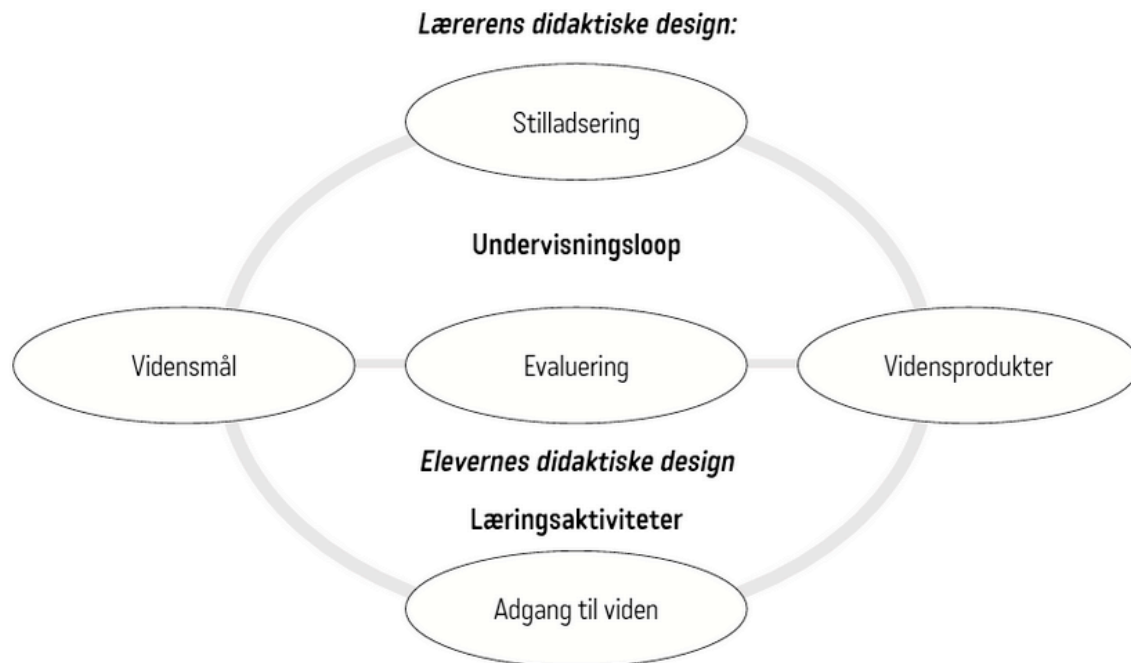 Lærerens didaktiske design:
Stilladsering
Undervisningsloop
Vidensmål
Evaluering
Vidensprodukter
Elevernes didaktiske design
Læringsaktiviteter
Adgang til viden